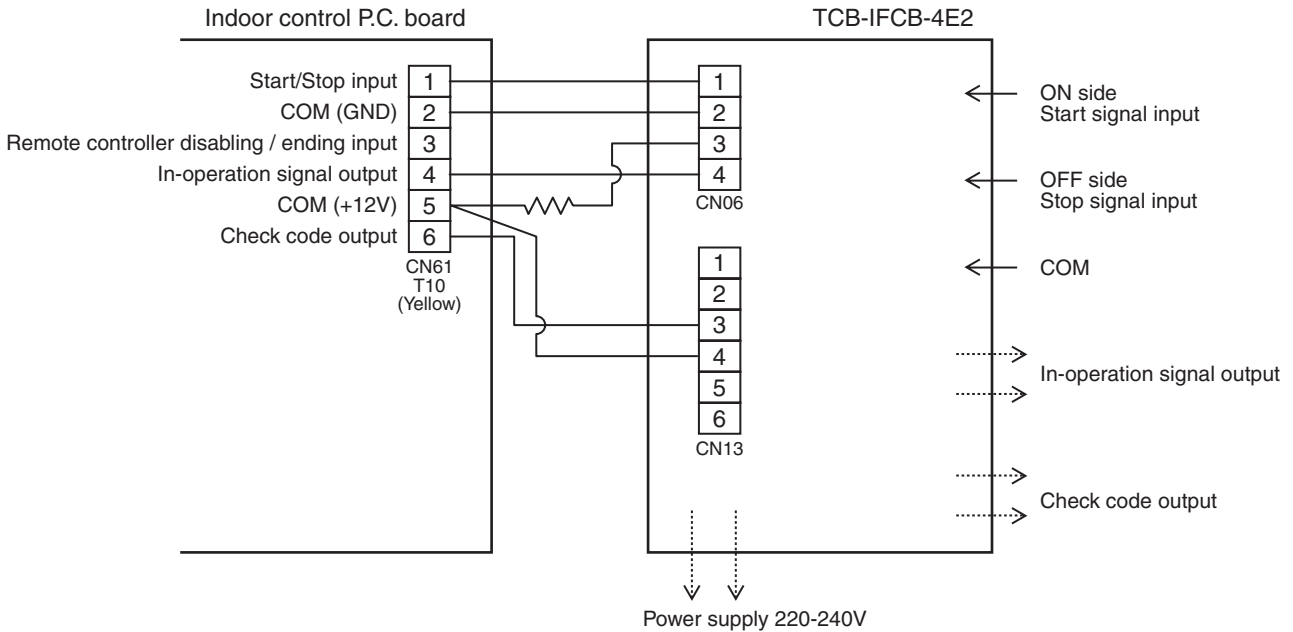 Indoor control P.C. board
TCB-IFCB-4E2
Start/Stop input 1
COM (GND) 2
Remote controller disabling / ending input 3
In-operation signal output 4
COM (+12V) 5
Check code output 6
CN61
T10
(Yellow)
1
2
3
4
CN06
1
2
3
4
5
6
CN13
ON side
Start signal input
OFF side
Stop signal input
COM
In-operation signal output
Check code output
Power supply 220-240V